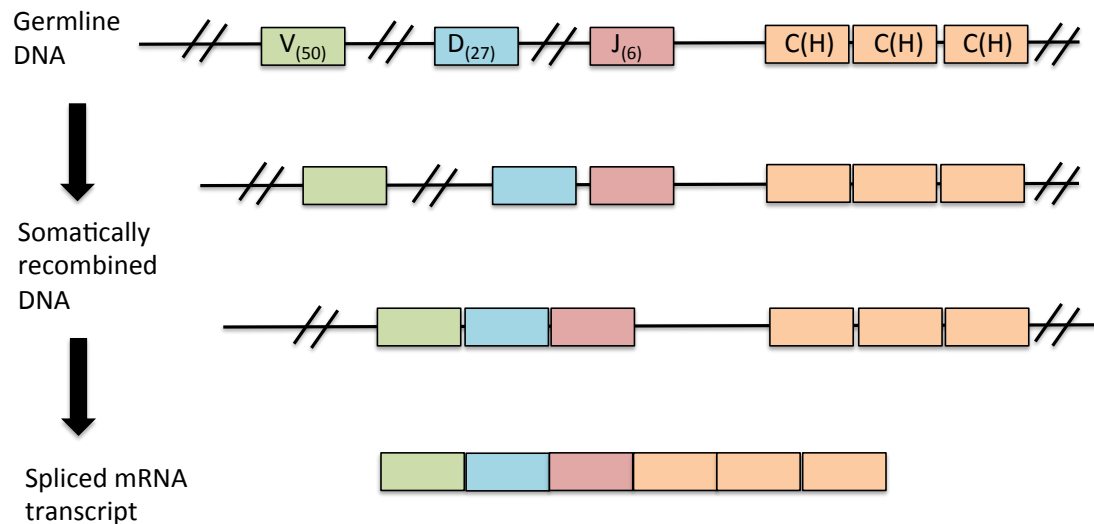 Germline
DNA
V(50)
D(27)
J(6)
C(H)
C(H)
C(H)
Somatically
recombined
DNA
Spliced mRNA
transcript